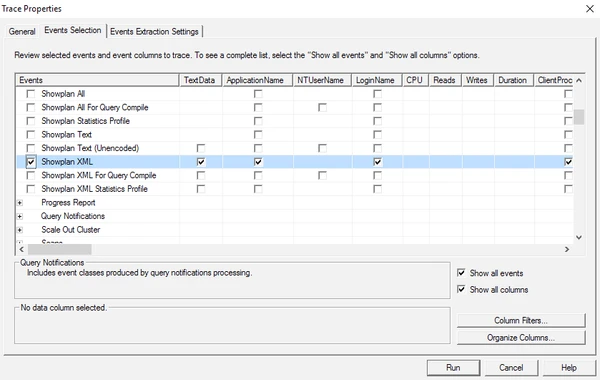 Trace Properties
General Events Selection Events Extraction Settings
Review selected events and event columns to trace. To see a complete list, select the "Show all events" and "Show all columns" options.
Events TextData ApplicationName NTUserName LoginName CPU Reads Writes Duration ClientProc
Showplan All
Showplan All For Query Compile
Showplan Statistics Profile
Showplan Text
Showplan Text (Unencoded)
Showplan XML
Showplan XML For Query Compile
Showplan XML Statistics Profile
Progress Report
Query Notifications
Scale Out Cluster
Query Notifications
Includes event classes produced by query notifications processing.
Show all events
Show all columns
No data column selected.
Column Filters...
Organize Columns...
Run Cancel Help